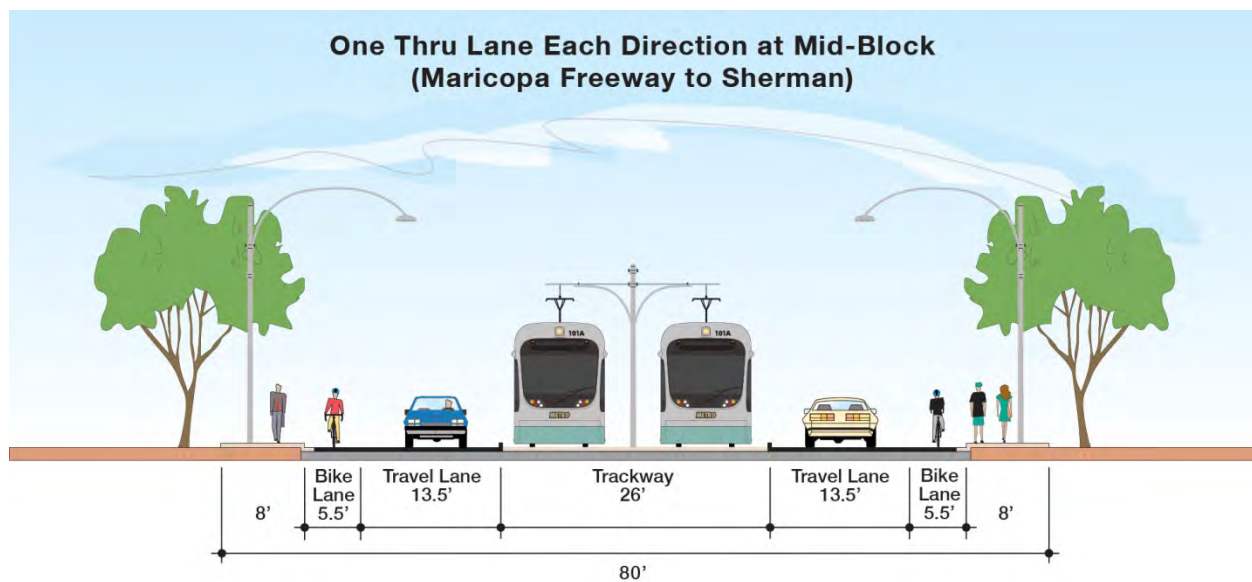 One Thru Lane Each Direction at Mid-Block
(Maricopa Freeway to Sherman)
101A
101A
METRO
METRO
8’
Bike
Lane
5.5’
Travel Lane
13.5’
Trackway
26’
Travel Lane
13.5’
Bike
Lane
5.5’
8’
80’